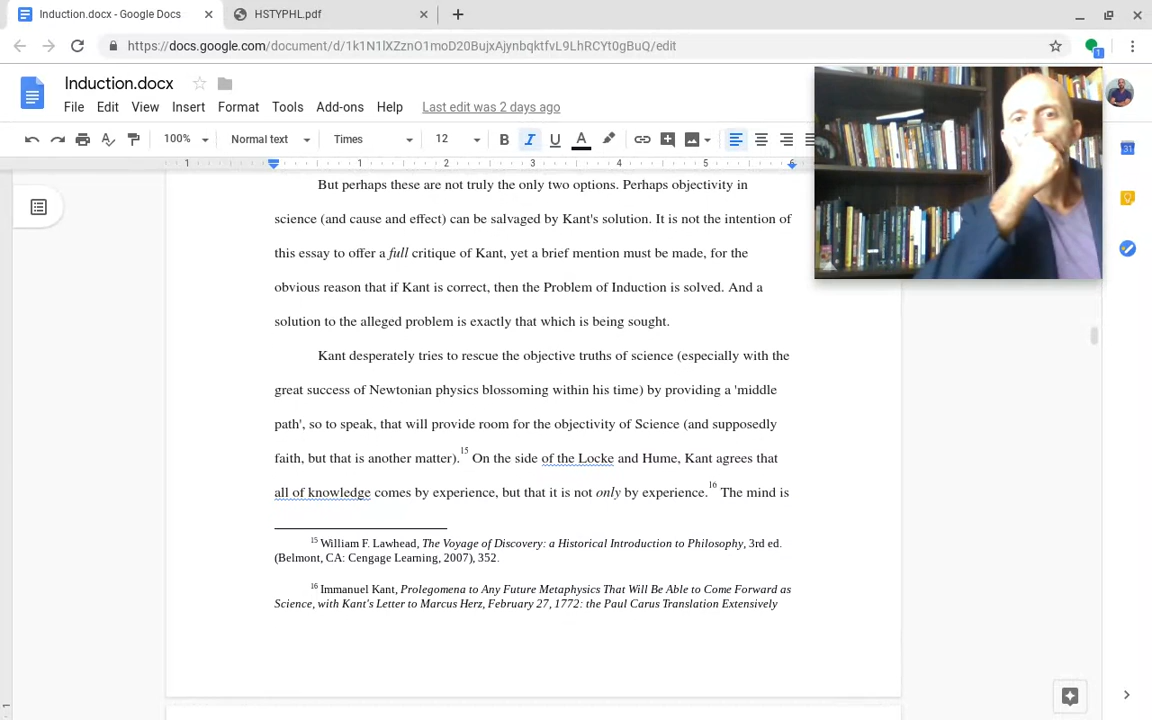 Induction.docx - Google Docs
HSTYPHL.pdf
https://docs.google.com/document/d/1k1N1lXZznO1moD20BujxAjynbqktfvL9LhRCYt0gBuQ/edit
1
Induction.docx
File Edit View Insert Format Tools Add-ons Help Last edit was 2 days ago
100% Normal text Times 12 B I U A
1 1 2 3 4 5 6
31
But perhaps these are not truly the only two options. Perhaps objectivity in
science (and cause and effect) can be salvaged by Kant's solution. It is not the intention of
this essay to offer a full critique of Kant, yet a brief mention must be made, for the
obvious reason that if Kant is correct, then the Problem of Induction is solved. And a
solution to the alleged problem is exactly that which is being sought.
Kant desperately tries to rescue the objective truths of science (especially with the
great success of Newtonian physics blossoming within his time) by providing a 'middle
path', so to speak, that will provide room for the objectivity of Science (and supposedly
faith, but that is another matter).15 On the side of the Locke and Hume, Kant agrees that
all of knowledge comes by experience, but that it is not only by experience.16 The mind is
15 William F. Lawhead, The Voyage of Discovery: a Historical Introduction to Philosophy, 3rd ed.
(Belmont, CA: Cengage Learning, 2007), 352.
16 Immanuel Kant, Prolegomena to Any Future Metaphysics That Will Be Able to Come Forward as
Science, with Kant's Letter to Marcus Herz, February 27, 1772: the Paul Carus Translation Extensively
1